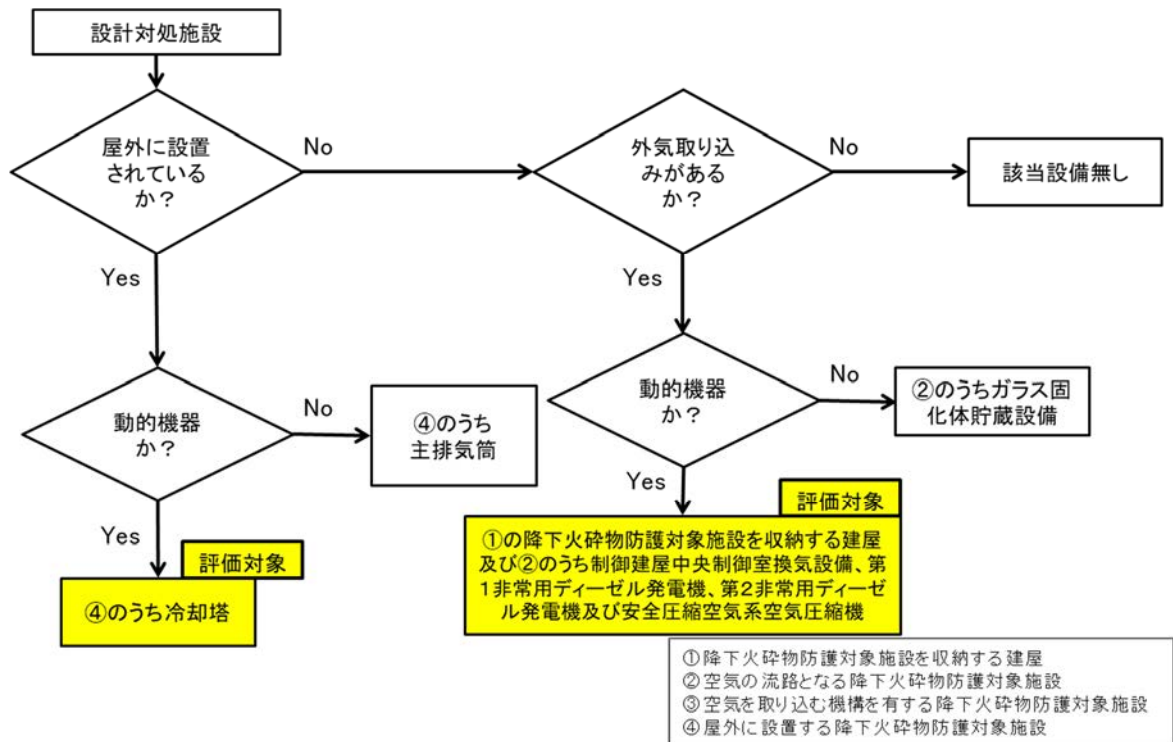 設計対処施設
屋外に設置
されている
か？
No
外気取り込
みがある
か？
No
該当設備無し
Yes
Yes
動的機器
か？
No
④のうち
主排気筒
動的機器
か？
No
②のうちガラス固
化体貯蔵設備
Yes
評価対象
④のうち冷却塔
Yes
評価対象
①の降下火砕物防護対象施設を収納する建屋
及び②のうち制御建屋中央制御室換気設備、第
1非常用ディーゼル発電機、第2非常用ディーゼ
ル発電機及び安全圧縮空気系空気圧縮機
①降下火砕物防護対象施設を収納する建屋
②空気の流路となる降下火砕物防護対象施設
③空気を取り込む機構を有する降下火砕物防護対象施設
④屋外に設置する降下火砕物防護対象施設